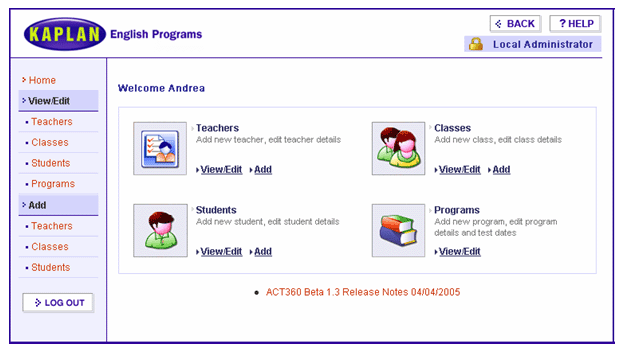 KAPLAN English Programs
BACK
? HELP
Local Administrator
Home
View/Edit
Teachers
Classes
Students
Programs
Add
Teachers
Classes
Students
LOG OUT
Welcome Andrea
Teachers
Add new teacher, edit teacher details
View/Edit Add
Classes
Add new class, edit class details
View/Edit Add
Students
Add new student, edit student details
View/Edit Add
Programs
Add new program, edit program
details and test dates
View/Edit
ACT360 Beta 1.3 Release Notes 04/04/2005